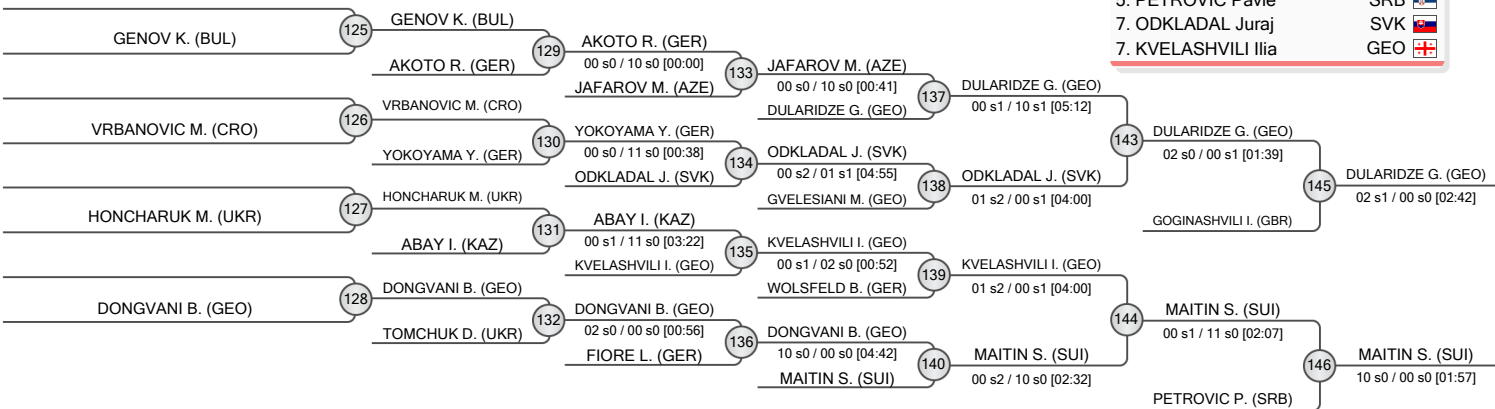 5. PETROVIC Pavle SRB
7. ODKLADAL Juraj SVK
7. KVELASHVILI Ilia GEO
GENOV K. (BUL)
125
GENOV K. (BUL)
AKOTO R. (GER)
129
AKOTO R. (GER)
00 s0 / 10 s0 [00:00]
JAFAROV M. (AZE)
133
JAFAROV M. (AZE)
00 s0 / 10 s0 [00:41]
DULARIDZE G. (GEO)
137
DULARIDZE G. (GEO)
00 s1 / 10 s1 [05:12]
VRBANOVIC M. (CRO)
126
VRBANOVIC M. (CRO)
YOKOYAMA Y. (GER)
130
YOKOYAMA Y. (GER)
00 s0 / 11 s0 [00:38]
ODKLADAL J. (SVK)
134
ODKLADAL J. (SVK)
00 s2 / 01 s1 [04:55]
GVELESIANI M. (GEO)
138
ODKLADAL J. (SVK)
01 s2 / 00 s1 [04:00]
143
DULARIDZE G. (GEO)
02 s0 / 00 s1 [01:39]
GOGINASHVILI I. (GBR)
145
DULARIDZE G. (GEO)
02 s1 / 00 s0 [02:42]
HONCHARUK M. (UKR)
127
HONCHARUK M. (UKR)
ABAY I. (KAZ)
131
ABAY I. (KAZ)
00 s1 / 11 s0 [03:22]
KVELASHVILI I. (GEO)
135
KVELASHVILI I. (GEO)
00 s1 / 02 s0 [00:52]
WOLSFELD B. (GER)
139
KVELASHVILI I. (GEO)
01 s2 / 00 s1 [04:00]
DONGVANI B. (GEO)
128
DONGVANI B. (GEO)
TOMCHUK D. (UKR)
132
DONGVANI B. (GEO)
02 s0 / 00 s0 [00:56]
FIORE L. (GER)
136
DONGVANI B. (GEO)
10 s0 / 00 s0 [04:42]
MAITIN S. (SUI)
140
MAITIN S. (SUI)
00 s2 / 10 s0 [02:32]
144
MAITIN S. (SUI)
00 s1 / 11 s0 [02:07]
PETROVIC P. (SRB)
146
MAITIN S. (SUI)
10 s0 / 00 s0 [01:57]